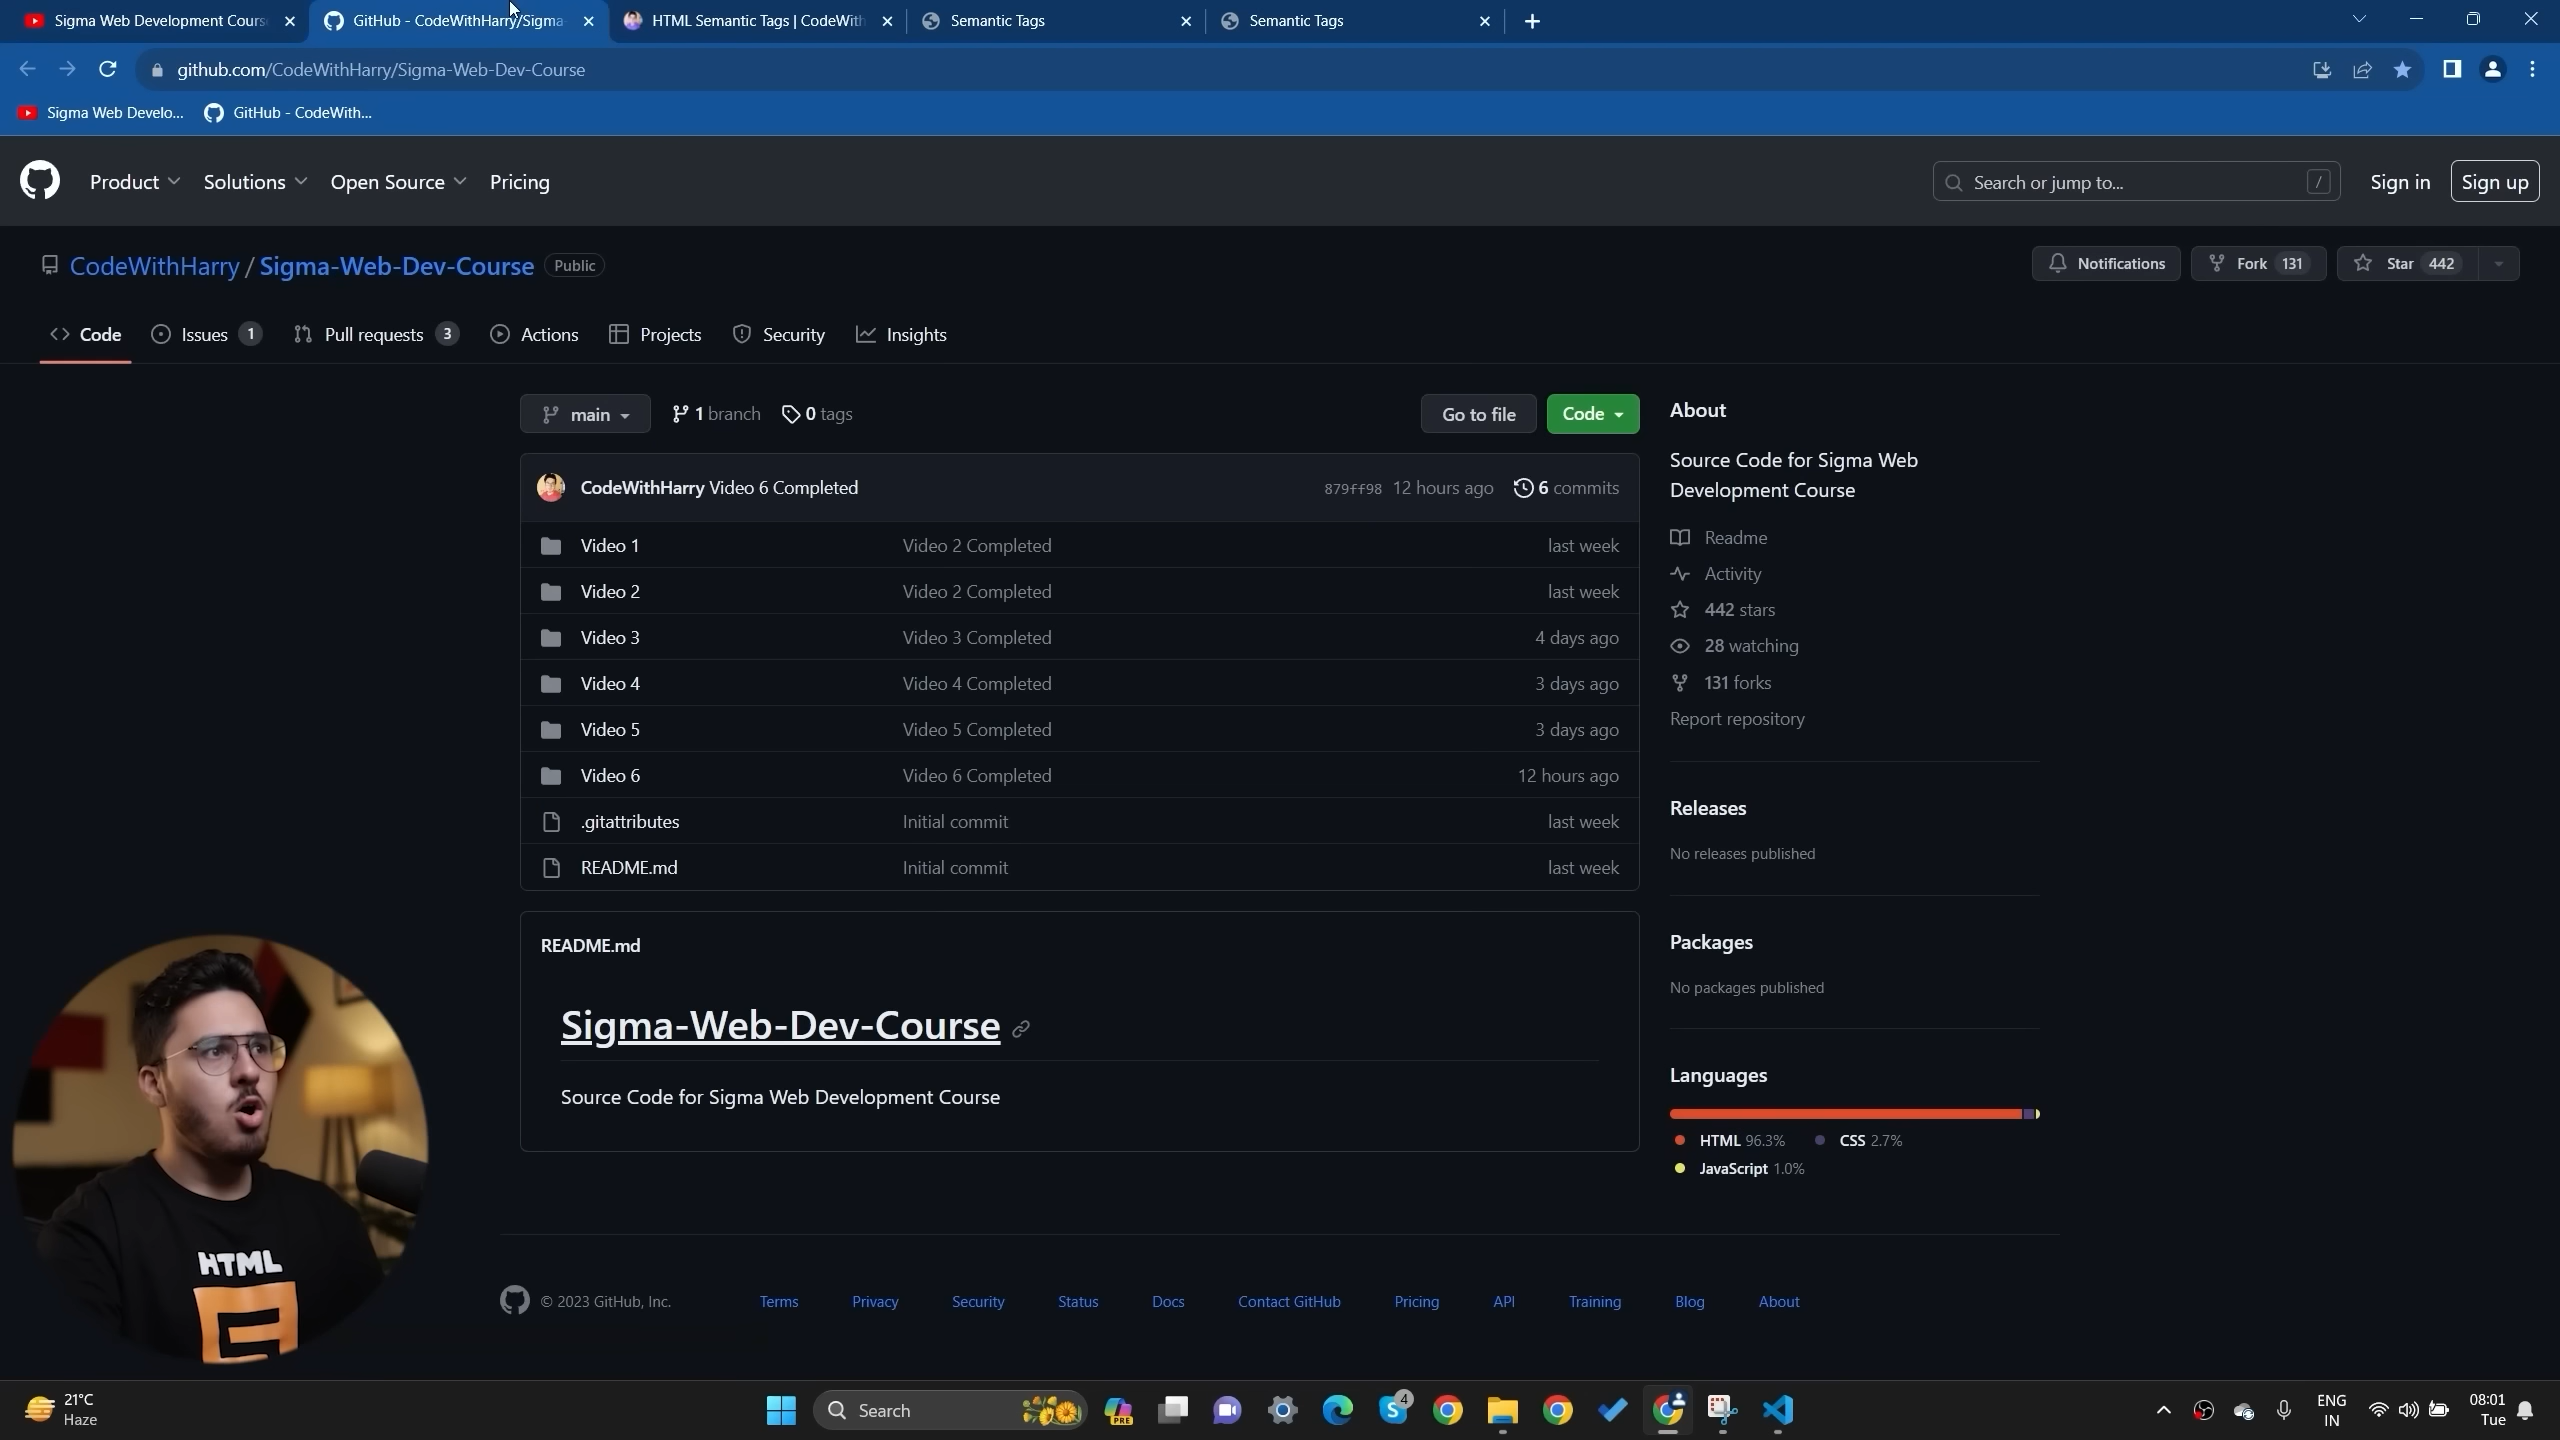 Sigma Web Development Cours
GitHub - CodeWithHarry/Sigma-
HTML Semantic Tags | CodeWith
Semantic Tags
Semantic Tags
github.com/CodeWithHarry/Sigma-Web-Dev-Course
Sigma Web Develo...
GitHub - CodeWith...
Product
Solutions
Open Source
Pricing
Search or jump to...
/
Sign in
Sign up
CodeWithHarry / Sigma-Web-Dev-Course Public
Notifications
Fork 131
Star 442
Code
Issues 1
Pull requests 3
Actions
Projects
Security
Insights
main
1 branch
0 tags
Go to file
Code
CodeWithHarry Video 6 Completed
879ff98 12 hours ago
6 commits
Video 1 Video 2 Completed last week
Video 2 Video 2 Completed last week
Video 3 Video 3 Completed 4 days ago
Video 4 Video 4 Completed 3 days ago
Video 5 Video 5 Completed 3 days ago
Video 6 Video 6 Completed 12 hours ago
.gitattributes Initial commit last week
README.md Initial commit last week
README.md
Sigma-Web-Dev-Course
Source Code for Sigma Web Development Course
About
Source Code for Sigma Web
Development Course
Readme
Activity
442 stars
28 watching
131 forks
Report repository
Releases
No releases published
Packages
No packages published
Languages
HTML 96.3%
CSS 2.7%
JavaScript 1.0%
HTML
© 2023 GitHub, Inc.
Terms
Privacy
Security
Status
Docs
Contact GitHub
Pricing
API
Training
Blog
About
21°C
Haze
Search
PRE
4
ENG
IN
08:01
Tue